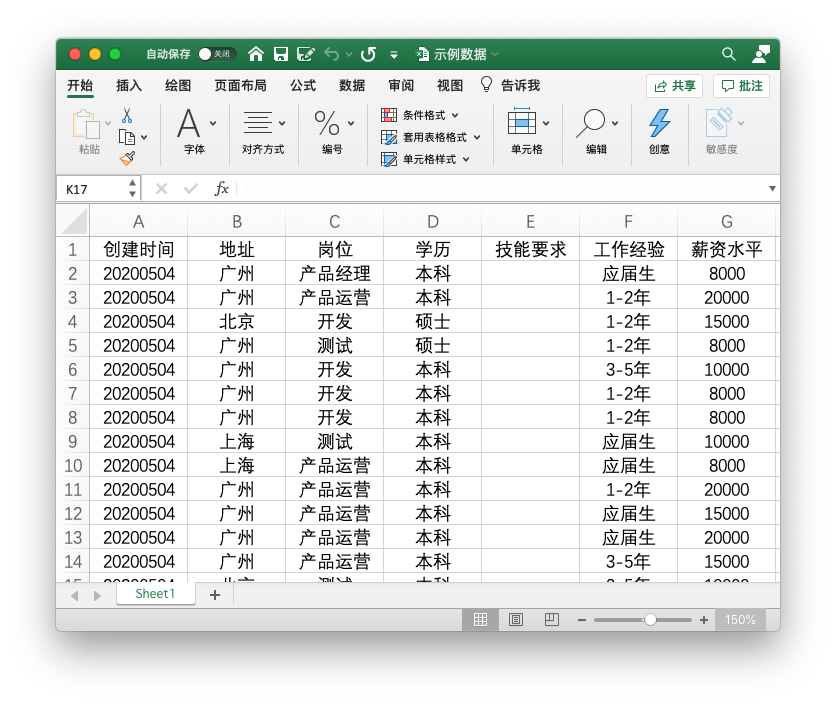 自动保存 关闭 示例数据
开始 插入 绘图 页面布局 公式 数据 审阅 视图 告诉我 共享 批注
粘贴 字体 对齐方式 % 编号 条件格式 套用表格格式 单元格样式 单元格 编辑 创意 敏感度
K17 fx
A B C D E F G
1 创建时间 地址 岗位 学历 技能要求 工作经验 薪资水平
2 20200504 广州 产品经理 本科 应届生 8000
3 20200504 广州 产品运营 本科 1-2年 20000
4 20200504 北京 开发 硕士 1-2年 15000
5 20200504 广州 测试 硕士 1-2年 8000
6 20200504 广州 开发 本科 3-5年 10000
7 20200504 广州 开发 本科 1-2年 8000
8 20200504 广州 开发 本科 1-2年 8000
9 20200504 上海 测试 本科 应届生 10000
10 20200504 上海 产品运营 本科 应届生 8000
11 20200504 广州 产品运营 本科 1-2年 20000
12 20200504 广州 产品运营 本科 应届生 15000
13 20200504 广州 产品运营 本科 应届生 20000
14 20200504 广州 产品运营 本科 3-5年 15000
Sheet1
150%